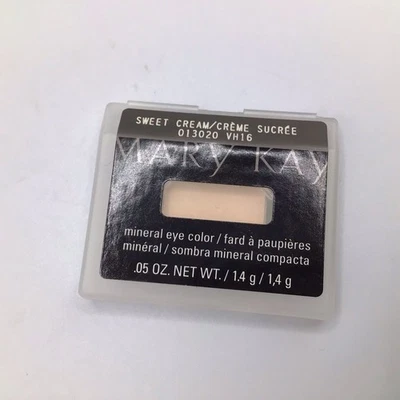 SWEET CREAM/CRÈME SUCRÉE
013020 VH16
MARY KAY
mineral eye color / fard à paupières
minéral / sombra mineral compacta
.05 OZ. NET WT. / 1.4 g / 1,4 g